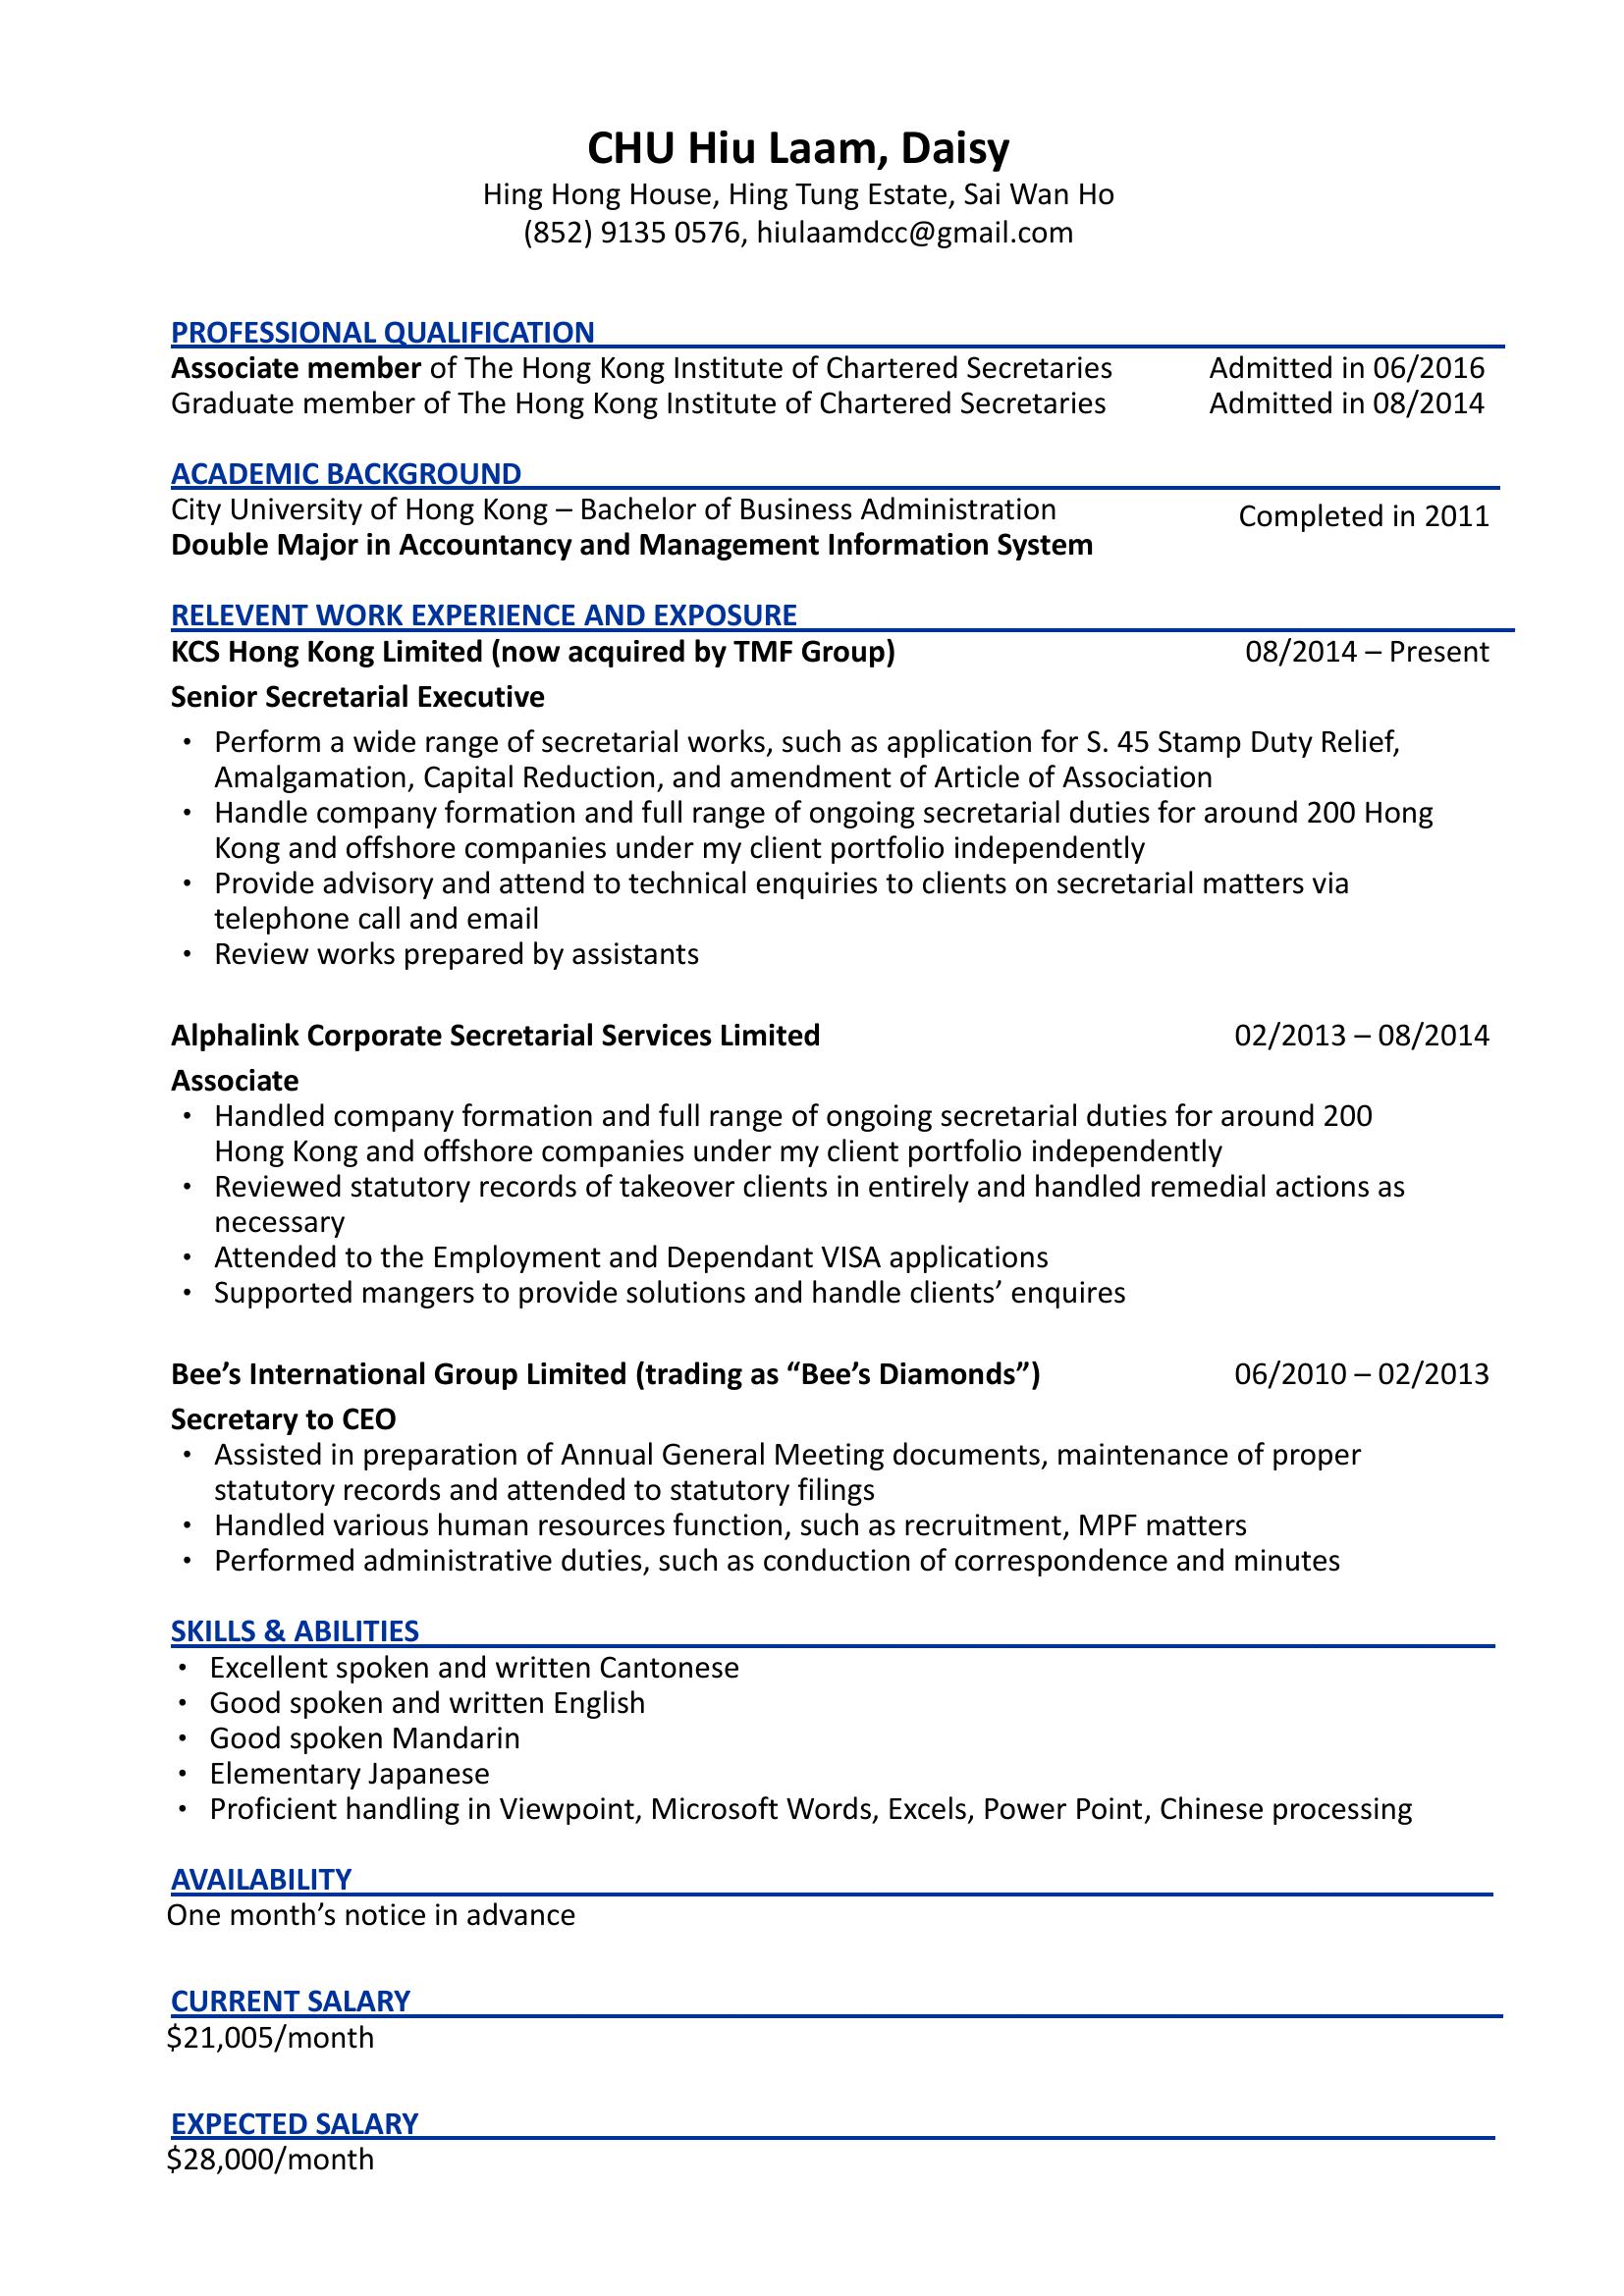 CHU Hiu Laam, Daisy
Hing Hong House, Hing Tung Estate, Sai Wan Ho
(852) 9135 0576, hiulaamdcc@gmail.com
PROFESSIONAL QUALIFICATION
Associate member of The Hong Kong Institute of Chartered Secretaries Admitted in 06/2016
Graduate member of The Hong Kong Institute of Chartered Secretaries Admitted in 08/2014
ACADEMIC BACKGROUND
City University of Hong Kong – Bachelor of Business Administration Completed in 2011
Double Major in Accountancy and Management Information System
RELEVENT WORK EXPERIENCE AND EXPOSURE
KCS Hong Kong Limited (now acquired by TMF Group) 08/2014 – Present
Senior Secretarial Executive
• Perform a wide range of secretarial works, such as application for S. 45 Stamp Duty Relief,
Amalgamation, Capital Reduction, and amendment of Article of Association
• Handle company formation and full range of ongoing secretarial duties for around 200 Hong
Kong and offshore companies under my client portfolio independently
• Provide advisory and attend to technical enquiries to clients on secretarial matters via
telephone call and email
• Review works prepared by assistants
Alphalink Corporate Secretarial Services Limited 02/2013 – 08/2014
Associate
• Handled company formation and full range of ongoing secretarial duties for around 200
Hong Kong and offshore companies under my client portfolio independently
• Reviewed statutory records of takeover clients in entirely and handled remedial actions as
necessary
• Attended to the Employment and Dependant VISA applications
• Supported mangers to provide solutions and handle clients’ enquires
Bee’s International Group Limited (trading as “Bee’s Diamonds”) 06/2010 – 02/2013
Secretary to CEO
• Assisted in preparation of Annual General Meeting documents, maintenance of proper
statutory records and attended to statutory filings
• Handled various human resources function, such as recruitment, MPF matters
• Performed administrative duties, such as conduction of correspondence and minutes
SKILLS & ABILITIES
• Excellent spoken and written Cantonese
• Good spoken and written English
• Good spoken Mandarin
• Elementary Japanese
• Proficient handling in Viewpoint, Microsoft Words, Excels, Power Point, Chinese processing
AVAILABILITY
One month’s notice in advance
CURRENT SALARY
$21,005/month
EXPECTED SALARY
$28,000/month